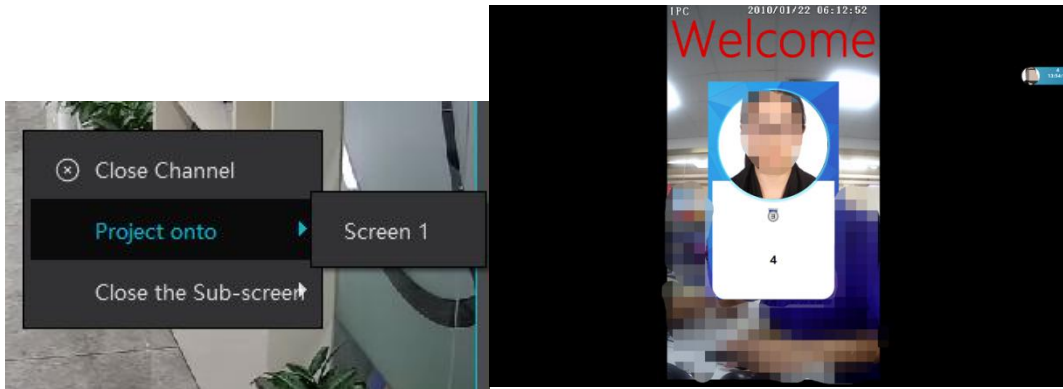 Close Channel
Project onto
Screen 1
Close the Sub-screen
IPC 2010/01/22 06:12:52
Welcome
4